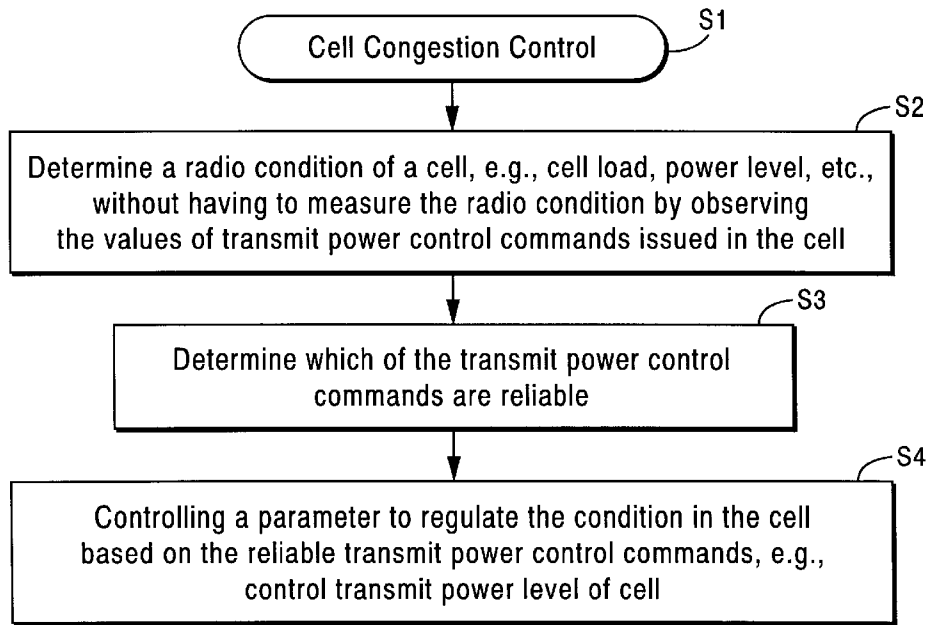 Cell Congestion Control
S1
S2
Determine a radio condition of a cell, e.g., cell load, power level, etc.,
without having to measure the radio condition by observing
the values of transmit power control commands issued in the cell
S3
Determine which of the transmit power control
commands are reliable
S4
Controlling a parameter to regulate the condition in the cell
based on the reliable transmit power control commands, e.g.,
control transmit power level of cell